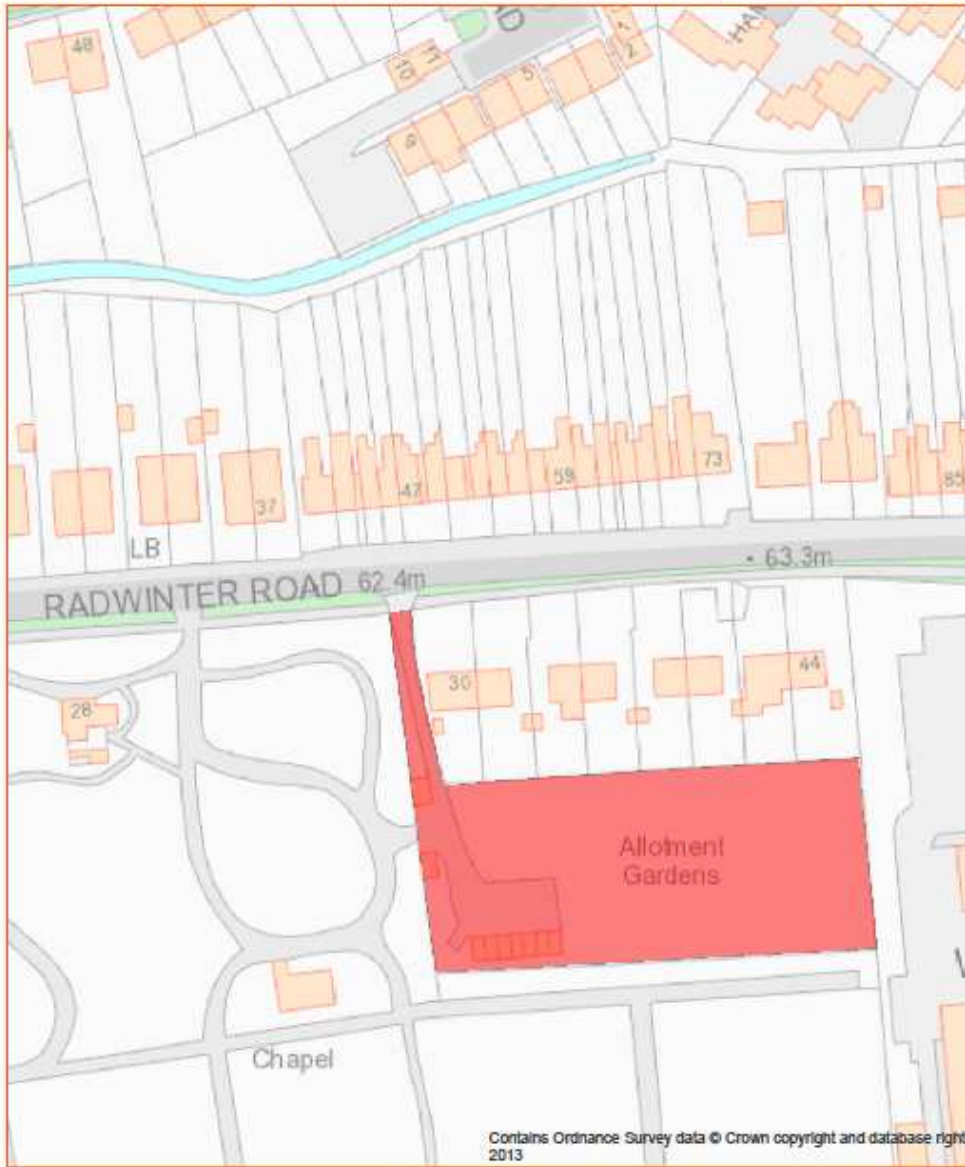 48
10
11
5
2
9
37
47
59
73
85
LB
RADWINTER ROAD
62.4m
63.3m
30
44
28
Allotment
Gardens
Chapel
Contains Ordnance Survey data © Crown copyright and database right
2013